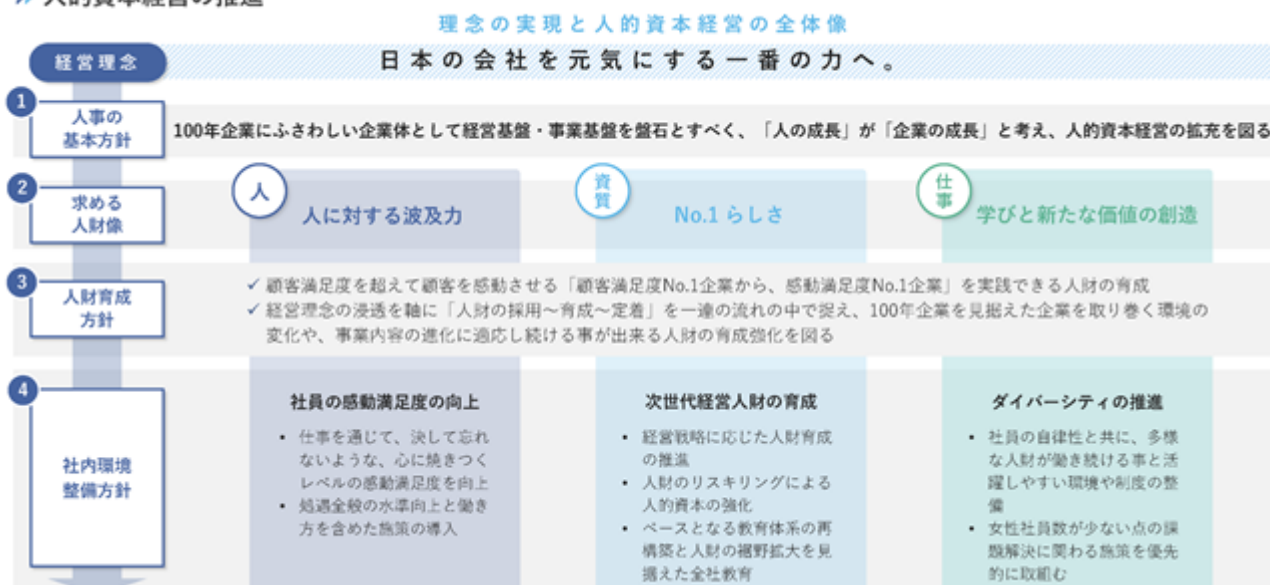 人的資本経営の推進
理念の実現と人的資本経営の全体像
経営理念
日本の会社を元気にする一番の力へ。
1
人事の
基本方針
100年企業にふさわしい企業体として経営基盤・事業基盤を盤石とすべく、「人の成長」が「企業の成長」と考え、人的資本経営の拡充を図る
2
求める
人財像
人
人に対する波及力
資質
No.1 らしさ
仕事
学びと新たな価値の創造
3
人財育成
方針
✓ 顧客満足度を超えて顧客を感動させる「顧客満足度No.1企業から、感動満足度No.1企業」を実践できる人財の育成
✓ 経営理念の浸透を軸に「人財の採用~育成~定着」を一連の流れの中で捉え、100年企業を見据えた企業を取り巻く環境の
変化や、事業内容の進化に適応し続ける事が出来る人財の育成強化を図る
4
社内環境
整備方針
社員の感動満足度の向上
• 仕事を通じて、決して忘れ
ないような、心に焼きつく
レベルの感動満足度を向上
• 処遇全般の水準向上と働き
方を含めた施策の導入
次世代経営人財の育成
• 経営戦略に応じた人財育成
の推進
• 人財のリスキリングによる
人的資本の強化
• ベースとなる教育体系の再
構築と人財の裾野拡大を見
据えた全社教育
ダイバーシティの推進
• 社員の自律性と共に、多様
な人財が働き続ける事と活
躍しやすい環境や制度の整
備
• 女性社員数が少ない点の課
題解決に関わる施策を優先
的に取組む